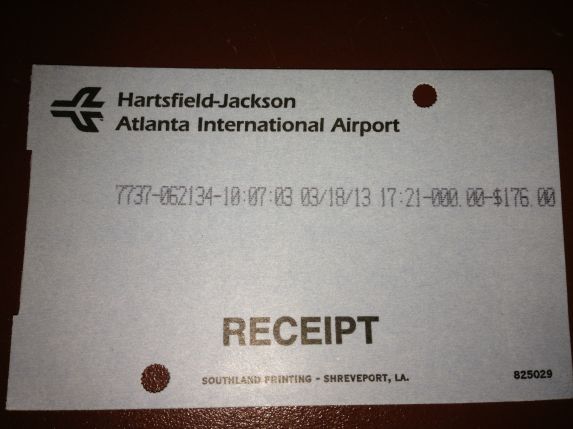 Hartsfield-Jackson
Atlanta International Airport
7737-062134-10:07:03 03/18/13 17:21-000.00-$176.00
RECEIPT
SOUTHLAND PRINTING - SHREVEPORT, LA.
825029